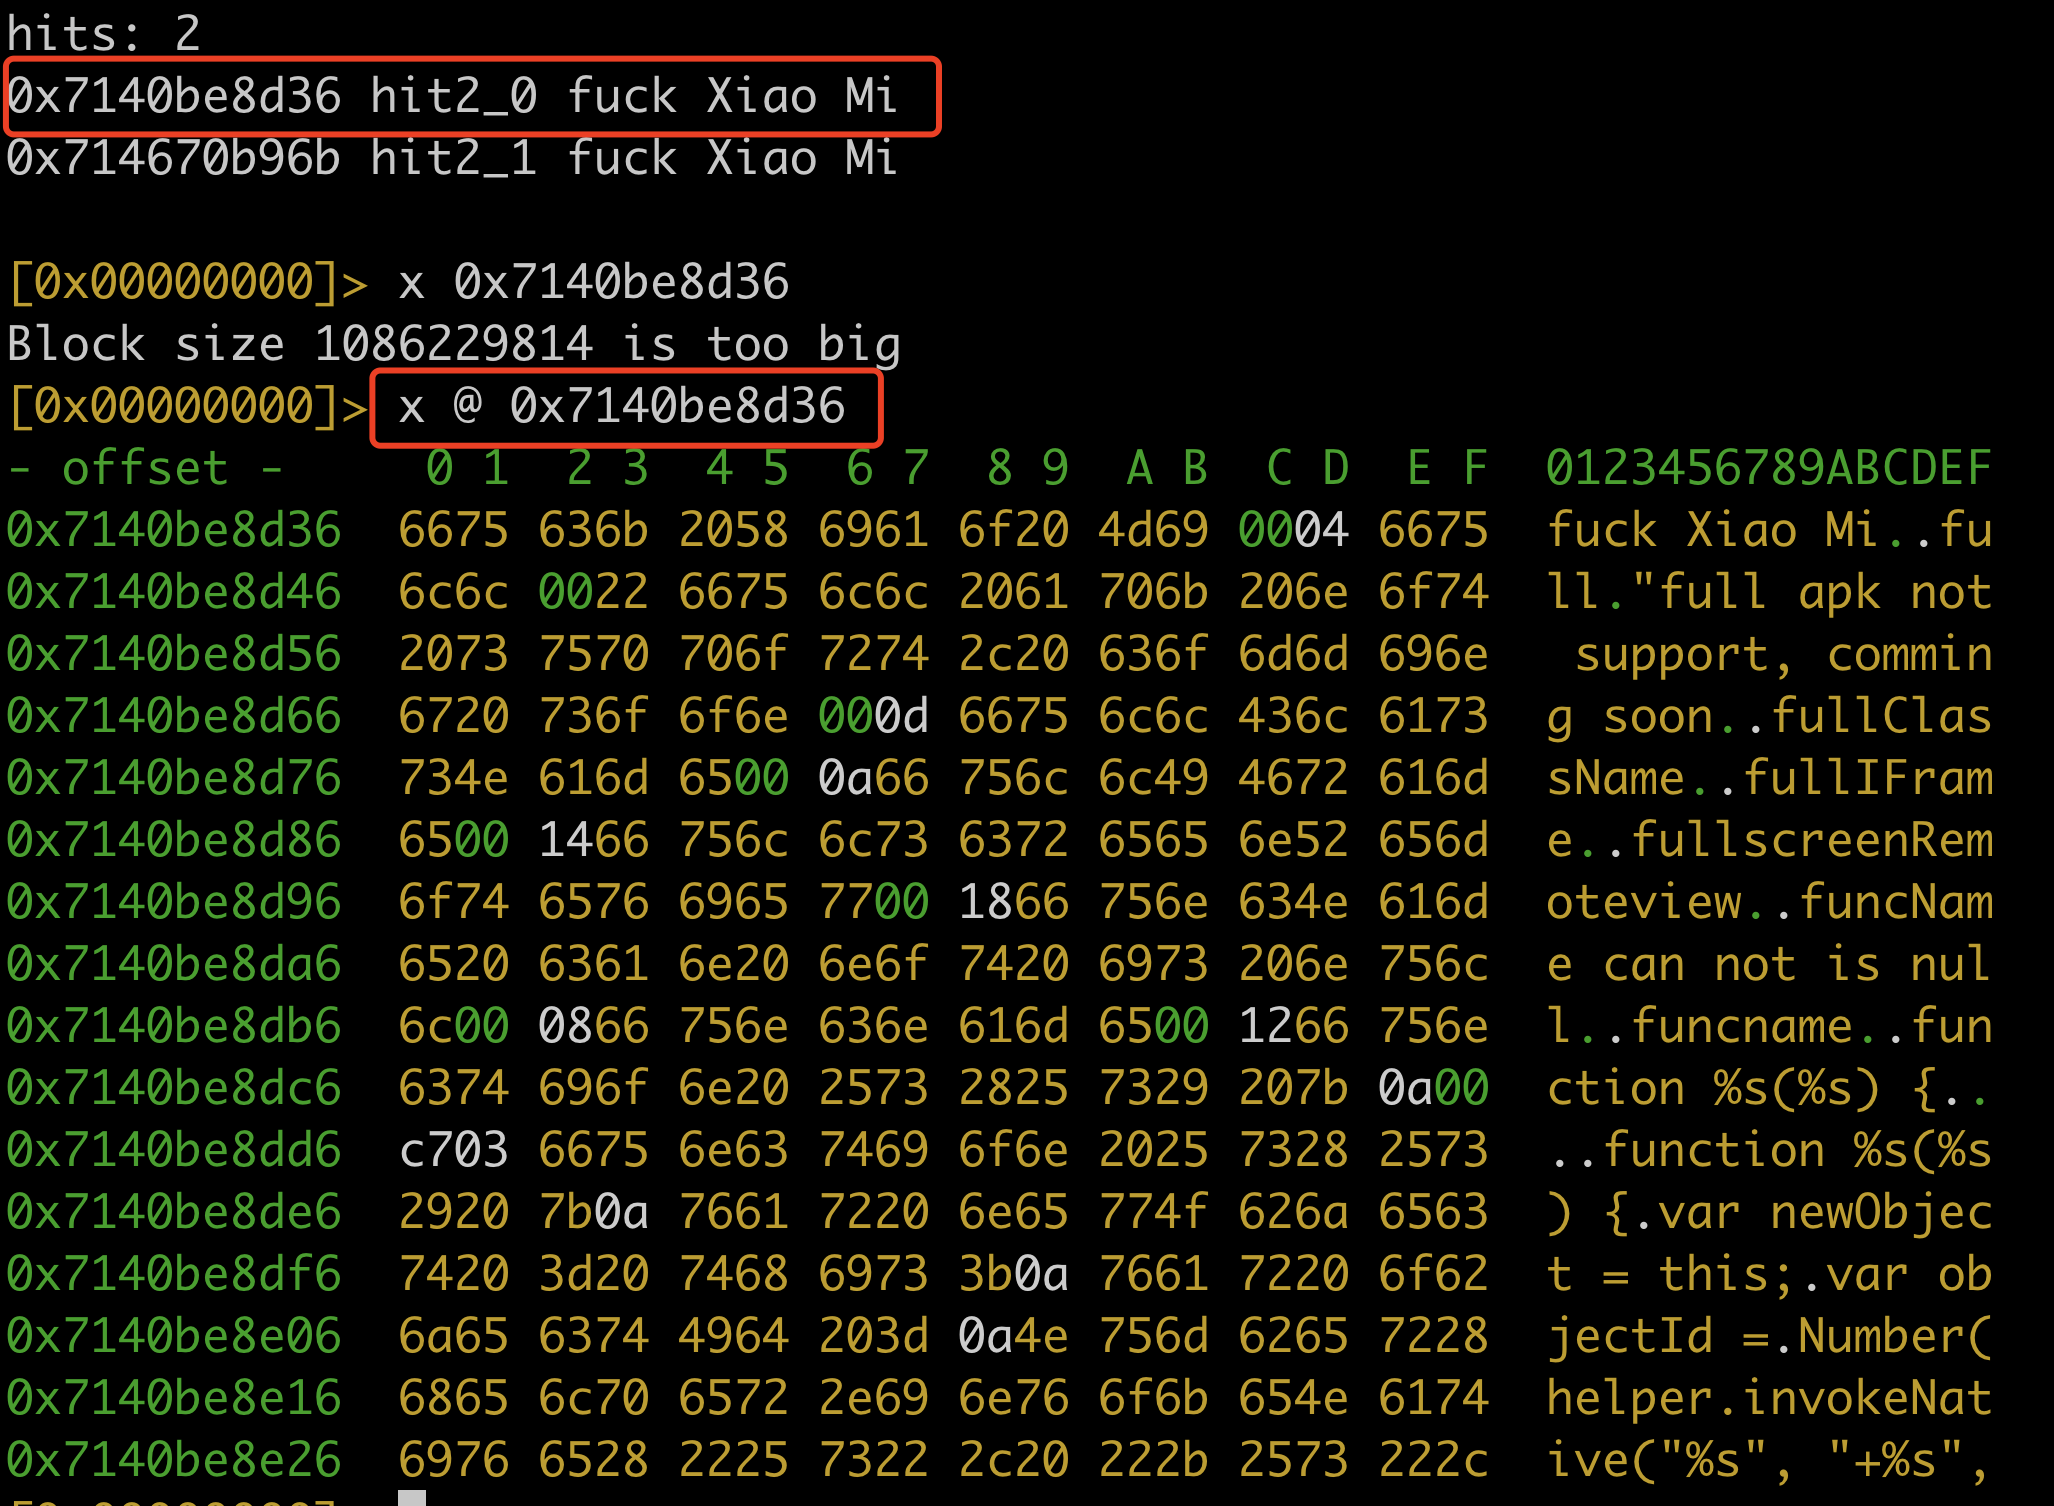 hits: 2
0x7140be8d36 hit2_0 fuck Xiao Mi
0x714670b96b hit2_1 fuck Xiao Mi
[0x00000000]> x 0x7140be8d36
Block size 1086229814 is too big
[0x00000000]> x @ 0x7140be8d36
- offset -   0 1  2 3  4 5  6 7  8 9  A B  C D  E F  0123456789ABCDEF
0x7140be8d36  6675 636b 2058 6961 6f20 4d69 0004 6675  fuck Xiao Mi..fu
0x7140be8d46  6c6c 0022 6675 6c6c 2061 706b 206e 6f74  ll."full apk not
0x7140be8d56  2073 7570 706f 7274 2c20 636f 6d6d 696e   support, commin
0x7140be8d66  6720 736f 6f6e 000d 6675 6c6c 436c 6173  g soon..fullClas
0x7140be8d76  734e 616d 6500 0a66 756c 6c49 4672 616d  sName..fullIFram
0x7140be8d86  6500 1466 756c 6c73 6372 6565 6e52 656d  e..fullscreenRem
0x7140be8d96  6f74 6576 6965 7700 1866 756e 634e 616d  oteview..funcNam
0x7140be8da6  6520 6361 6e20 6e6f 7420 6973 206e 756c  e can not is nul
0x7140be8db6  6c00 0866 756e 636e 616d 6500 1266 756e  l..funcname..fun
0x7140be8dc6  6374 696f 6e20 2573 2825 7329 207b 0a00  ction %s(%s) {..
0x7140be8dd6  c703 6675 6e63 7469 6f6e 2025 7328 2573  ..function %s(%s
0x7140be8de6  2920 7b0a 7661 7220 6e65 774f 626a 6563  ) {.var newObjec
0x7140be8df6  7420 3d20 7468 6973 3b0a 7661 7220 6f62  t = this;.var ob
0x7140be8e06  6a65 6374 4964 203d 0a4e 756d 6265 7228  jectId =.Number(
0x7140be8e16  6865 6c70 6572 2e69 6e76 6f6b 654e 6174  helper.invokeNat
0x7140be8e26  6976 6528 2225 7322 2c20 222b 2573 222c  ive("%s", "+%s",